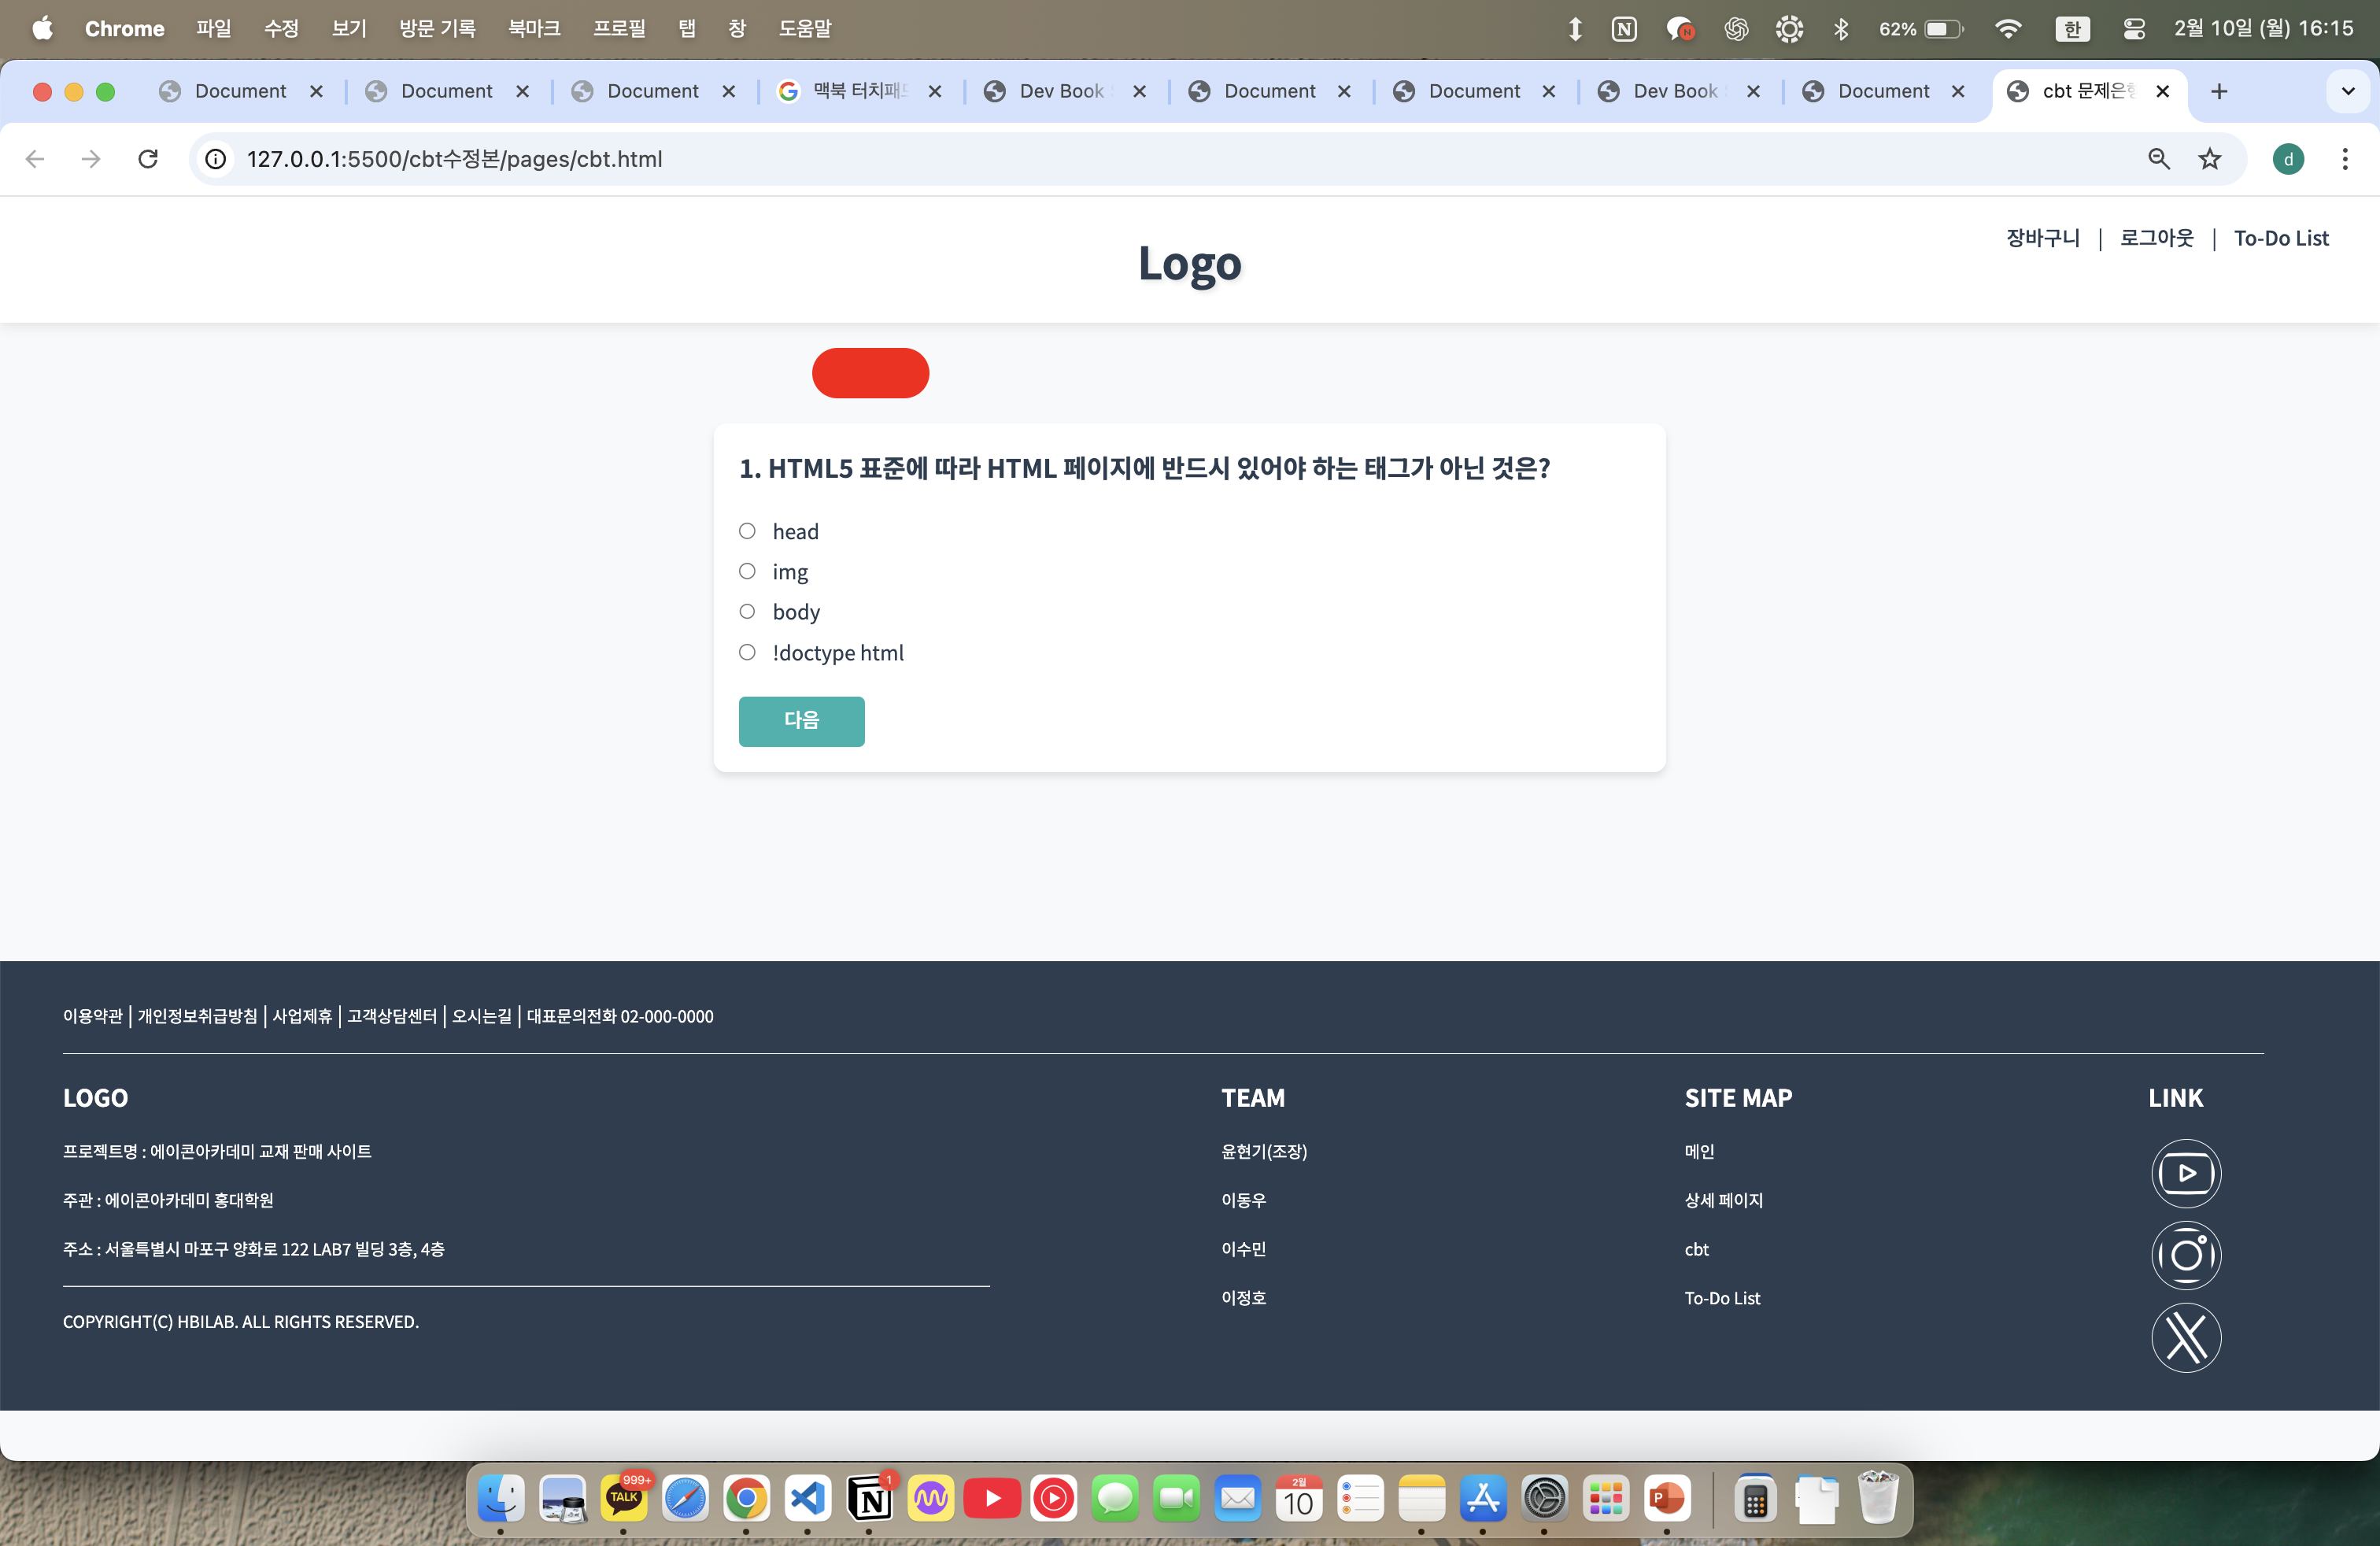 Chrome 파일 수정 보기 방문 기록 북마크 프로필 탭 창 도움말 62% 한 2월 10일 (월) 16:15
Document Document Document 맥북 터치패드 Dev Book Document Document Dev Book Document cbt 문제은행
127.0.0.1:5500/cbt수정본/pages/cbt.html d
장바구니 | 로그아웃 | To-Do List
Logo
1. HTML5 표준에 따라 HTML 페이지에 반드시 있어야 하는 태그가 아닌 것은?
head
img
body
!doctype html
다음
이용약관 | 개인정보취급방침 | 사업제휴 | 고객상담센터 | 오시는길 | 대표문의전화 02-000-0000
LOGO
프로젝트명 : 에이콘아카데미 교재 판매 사이트
주관 : 에이콘아카데미 홍대학원
주소 : 서울특별시 마포구 양화로 122 LAB7 빌딩 3층, 4층
COPYRIGHT(C) HBILAB. ALL RIGHTS RESERVED.
TEAM
윤현기(조장)
이동우
이수민
이정호
SITE MAP
메인
상세 페이지
cbt
To-Do List
LINK
999+ 1
TALK
2월
10